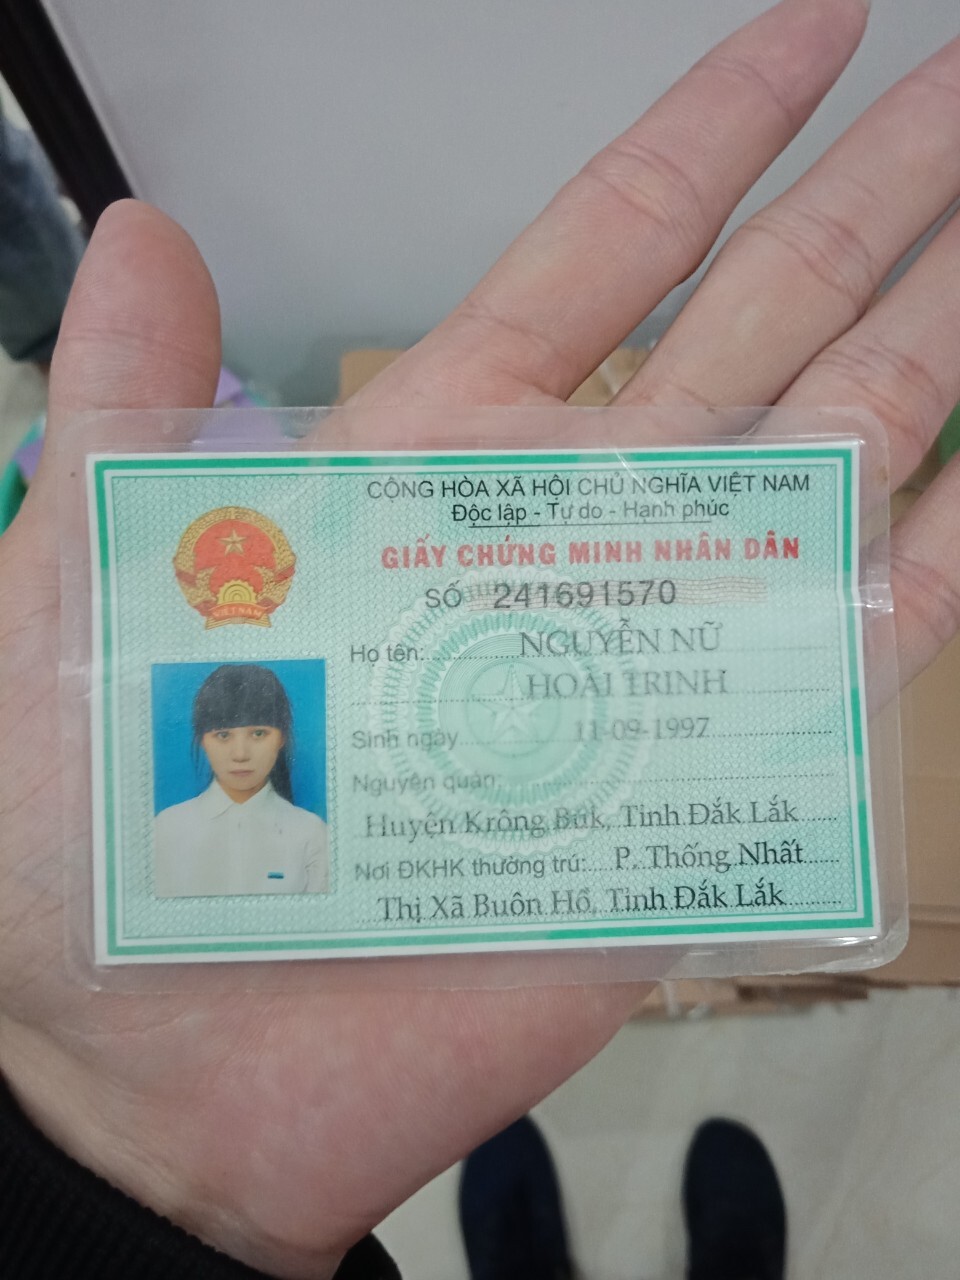 CỘNG HÒA XÃ HỘI CHỦ NGHĨA VIỆT NAM
Độc lập - Tự do - Hạnh phúc
GIẤY CHỨNG MINH NHÂN DÂN
SỐ 241691570
Họ tên: NGUYỄN NỮ
HOÀI TRINH
Sinh ngày 11-09-1997
Nguyên quán:
Huyện Krông Búk, Tỉnh Đắk Lắk
Nơi ĐKHK thường trú: P. Thống Nhất
Thị Xã Buôn Hồ, Tỉnh Đắk Lắk
VIỆT NAM